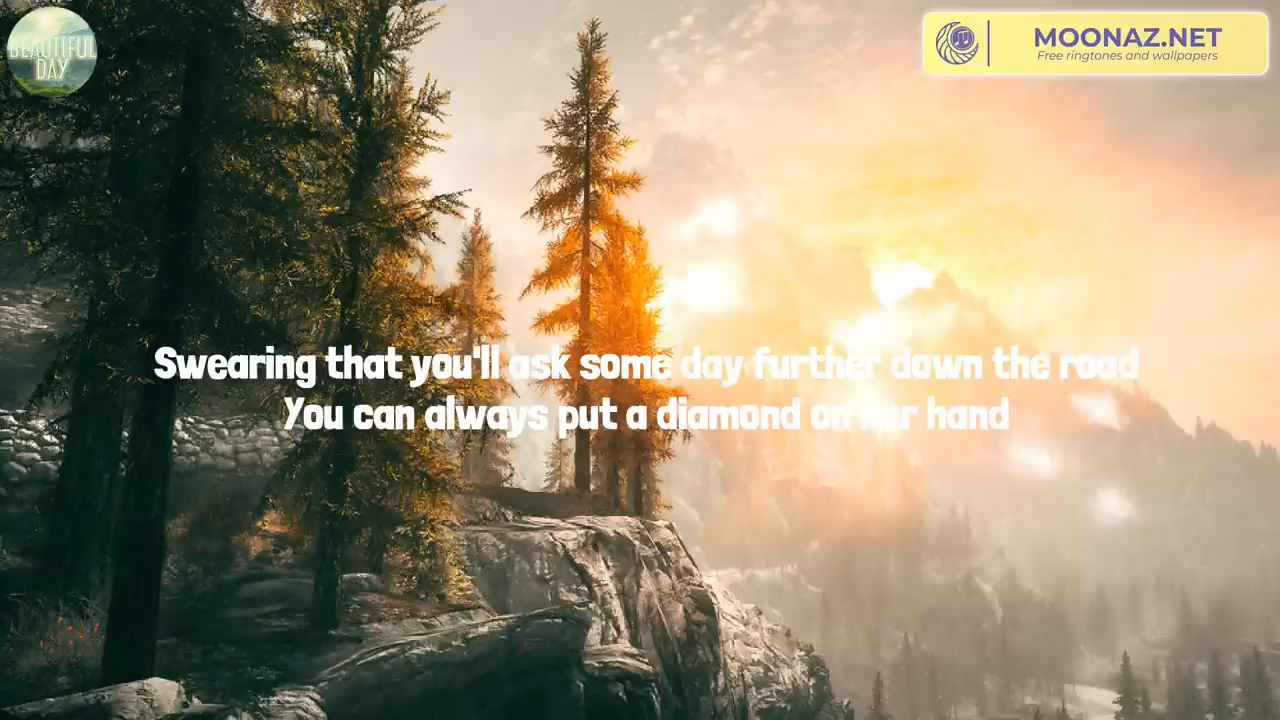 BEAUTIFUL
DAY
MOONAZ.NET
Free ringtones and wallpapers
Swearing that you'll ask some day further down the road
You can always put a diamond on her hand